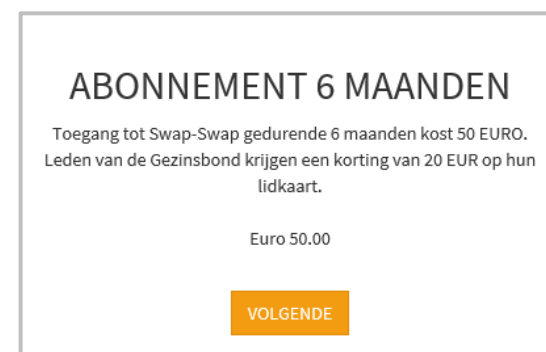 ABONNEMENT 6 MAANDEN
Toegang tot Swap-Swap gedurende 6 maanden kost 50 EURO.
Leden van de Gezinsbond krijgen een korting van 20 EUR op hun
lidkaart.
Euro 50.00
VOLGENDE